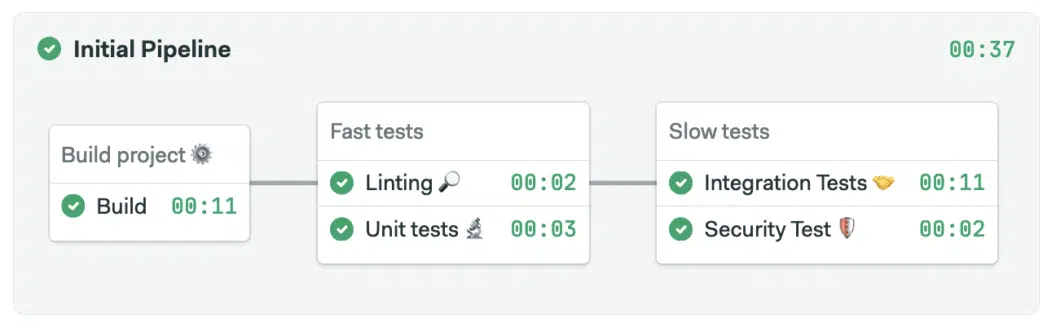 Initial Pipeline 00:37
Build project ⚙️
Build 00:11
Fast tests
Linting 🔎 00:02
Unit tests 🔬 00:03
Slow tests
Integration Tests 🤝 00:11
Security Test 🛡️ 00:02